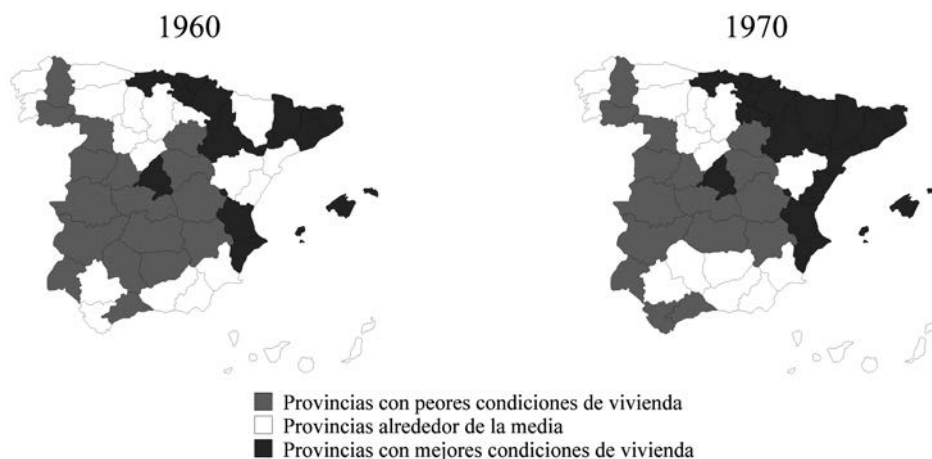 1960
1970
Provincias con peores condiciones de vivienda
Provincias alrededor de la media
Provincias con mejores condiciones de vivienda